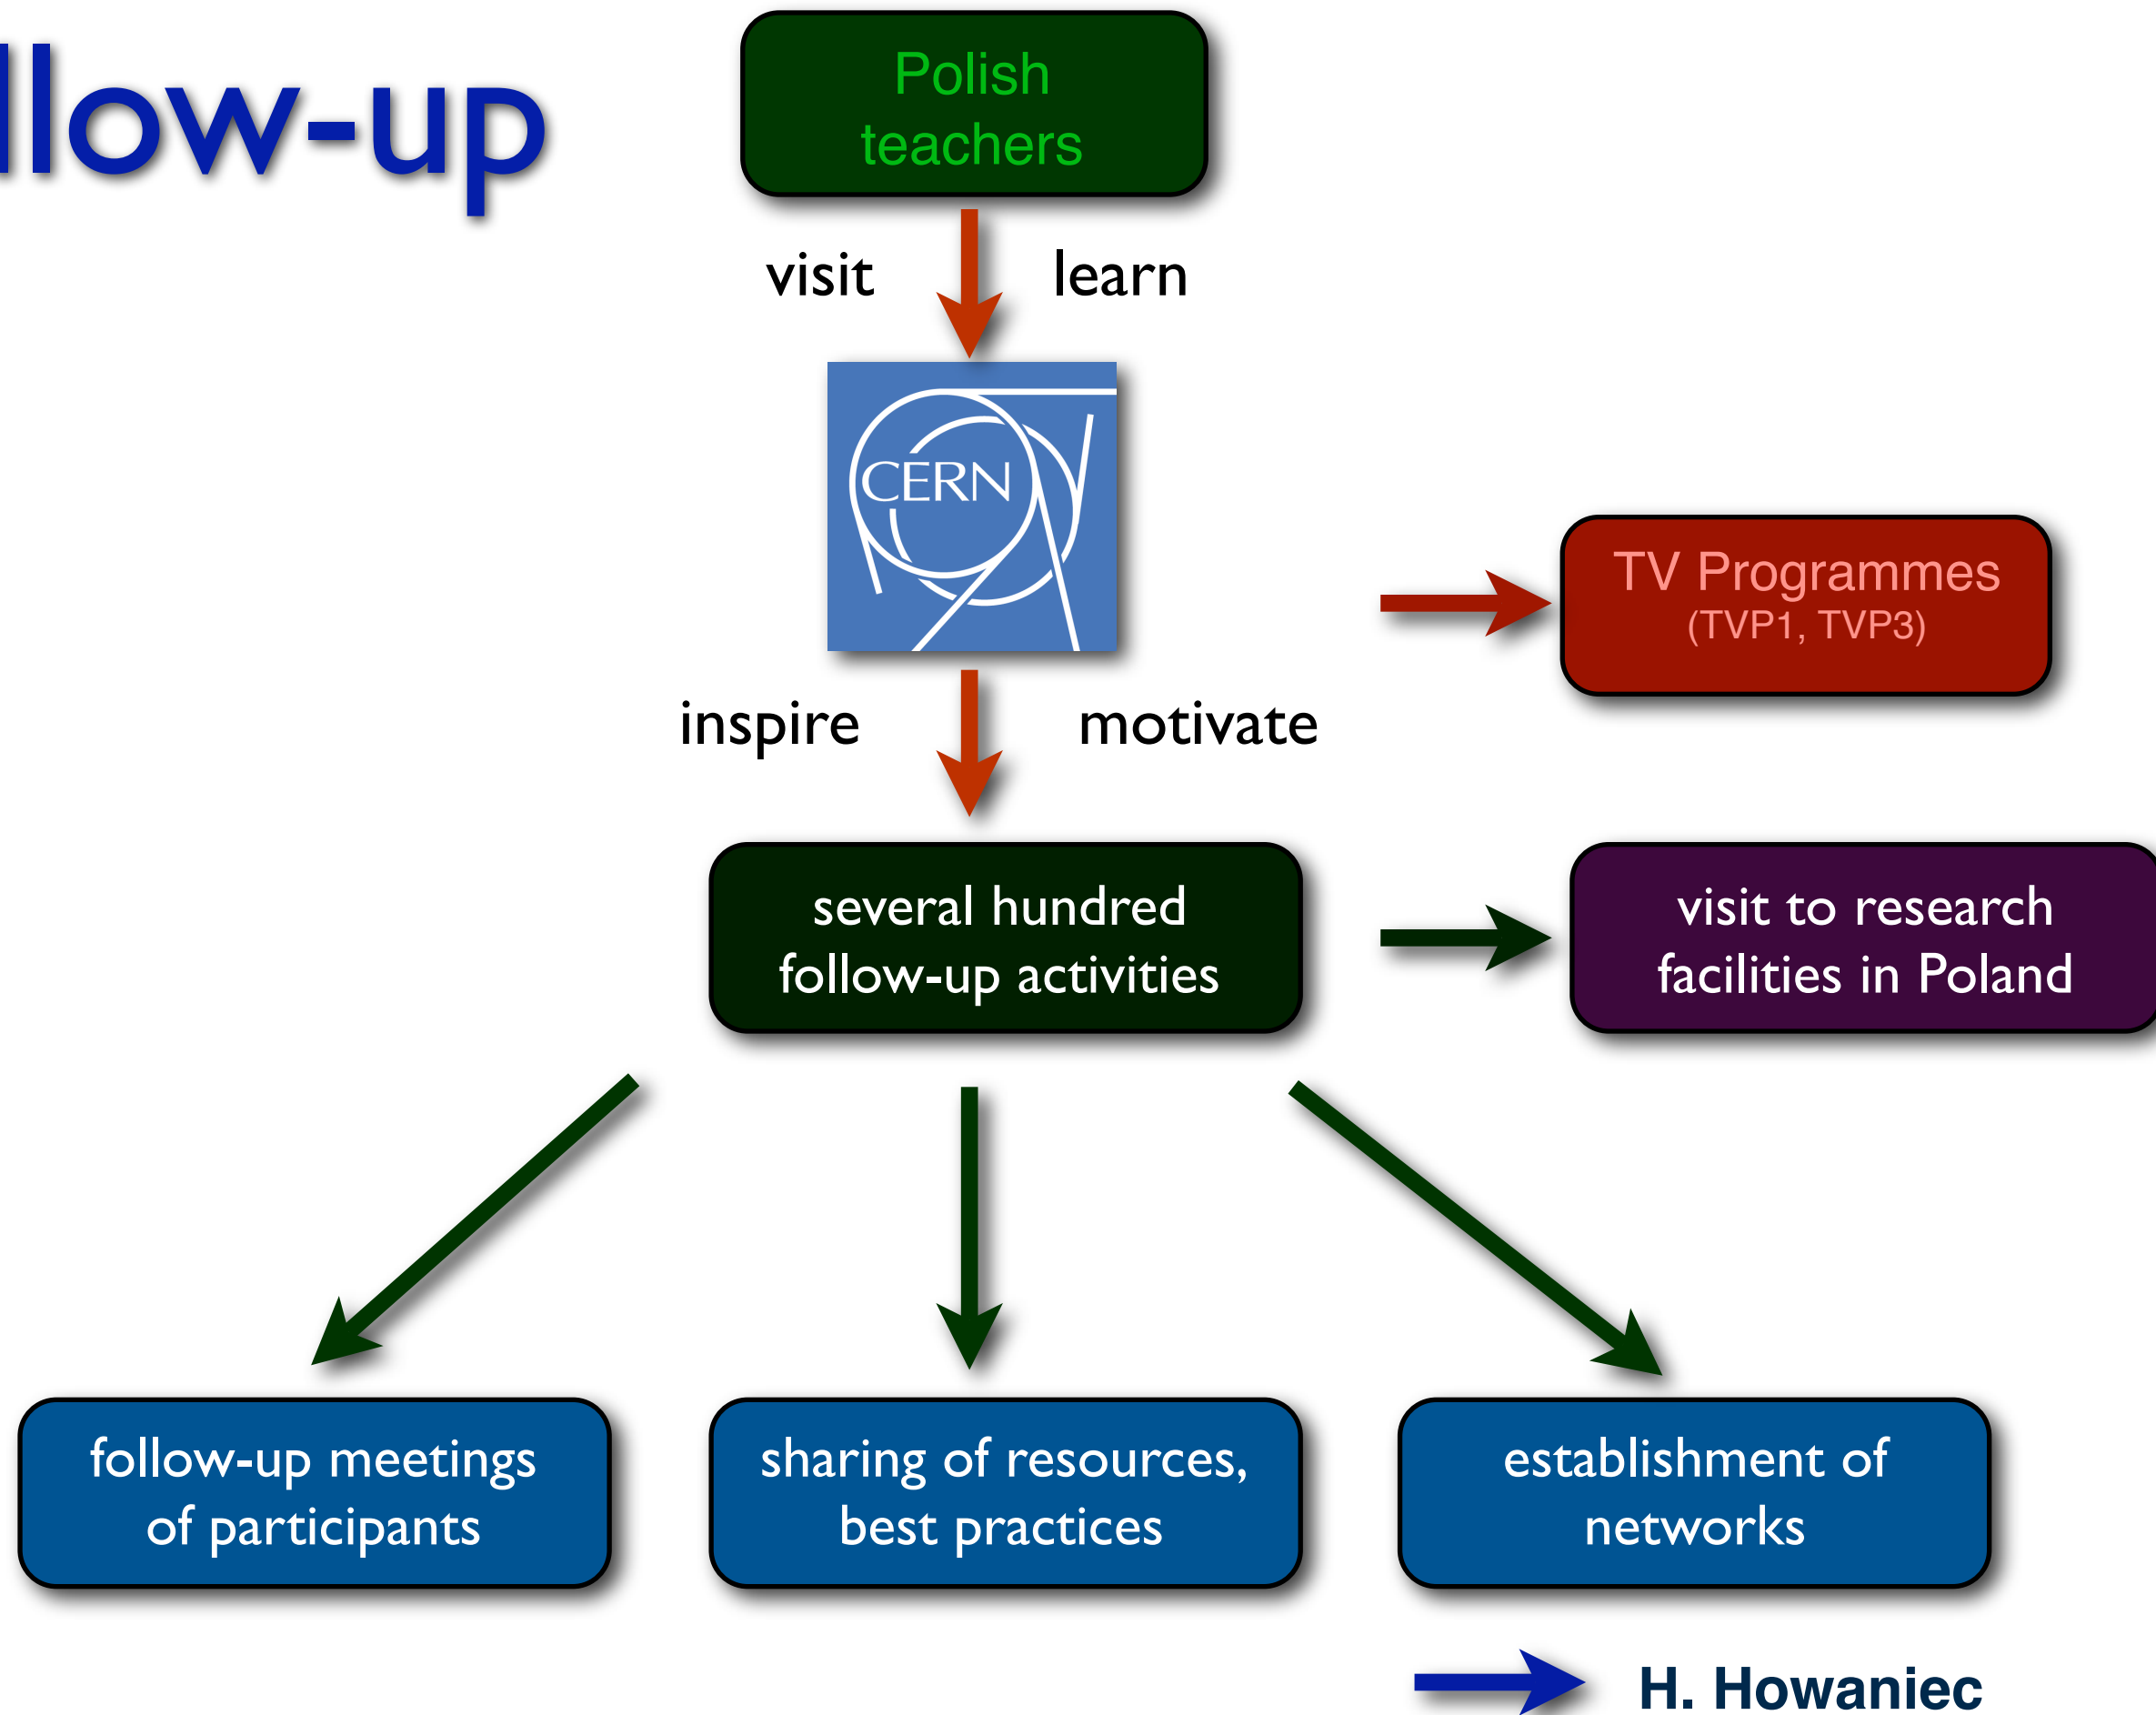 llow-up
Polish
teachers
visit
learn
CERN
TV Programmes
(TVP1, TVP3)
inspire
motivate
several hundred
follow-up activities
visit to research
facilities in Poland
follow-up meetings
of participants
sharing of resources,
best practices
establishment of
networks
H. Howaniec